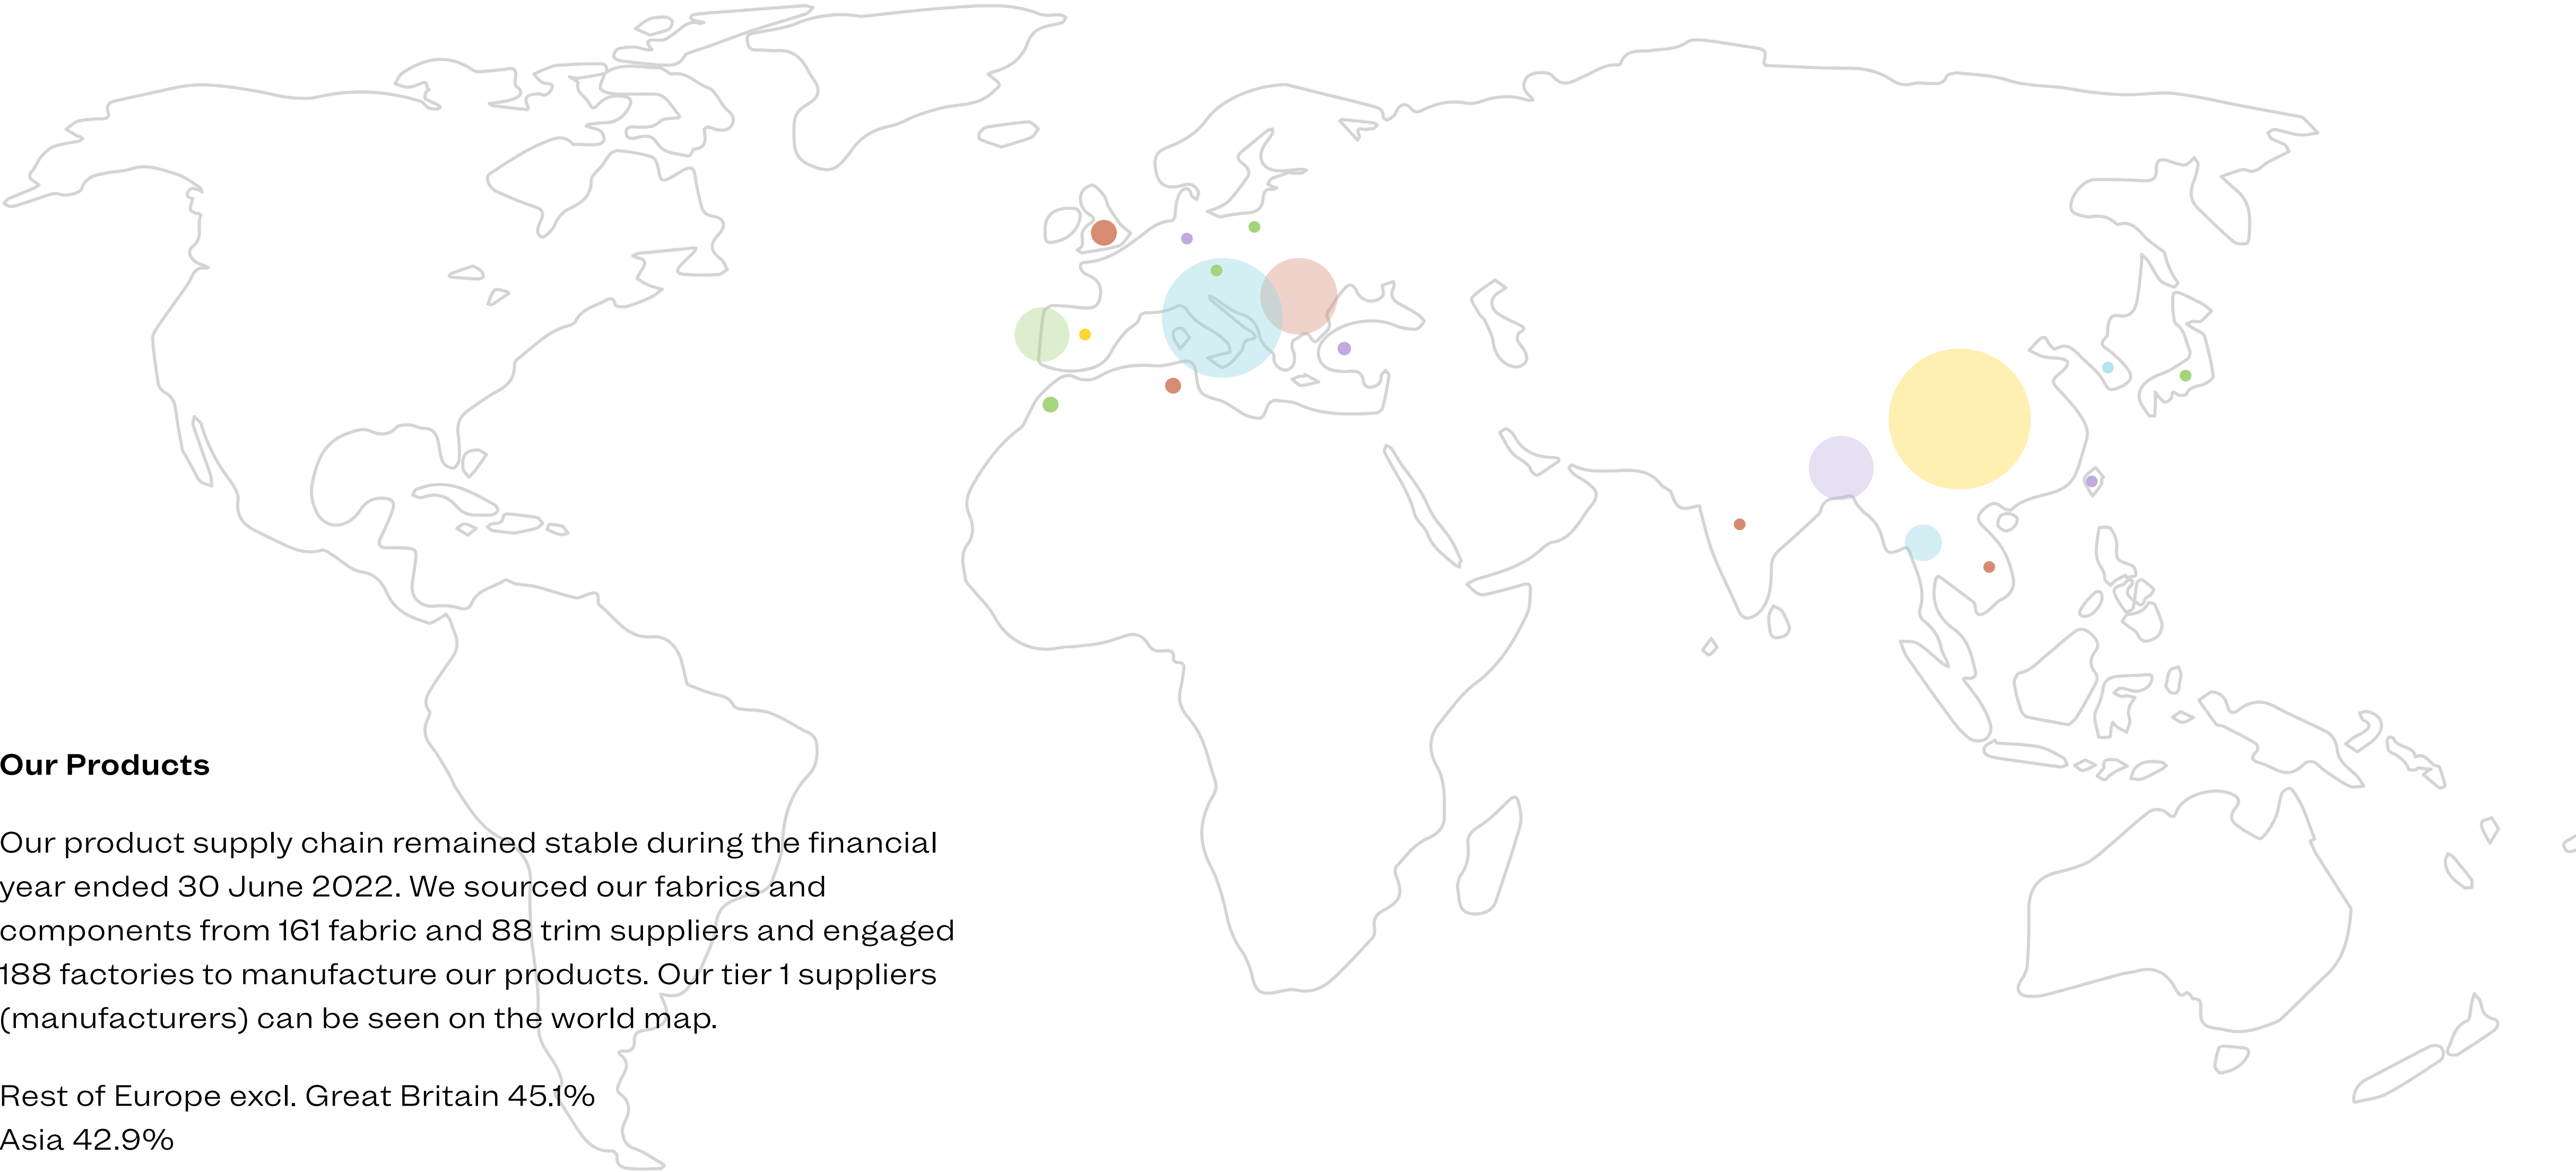 Our Products
Our product supply chain remained stable during the financial
year ended 30 June 2022. We sourced our fabrics and
components from 161 fabric and 88 trim suppliers and engaged
188 factories to manufacture our products. Our tier 1 suppliers
(manufacturers) can be seen on the world map.
Rest of Europe excl. Great Britain 45.1%
Asia 42.9%